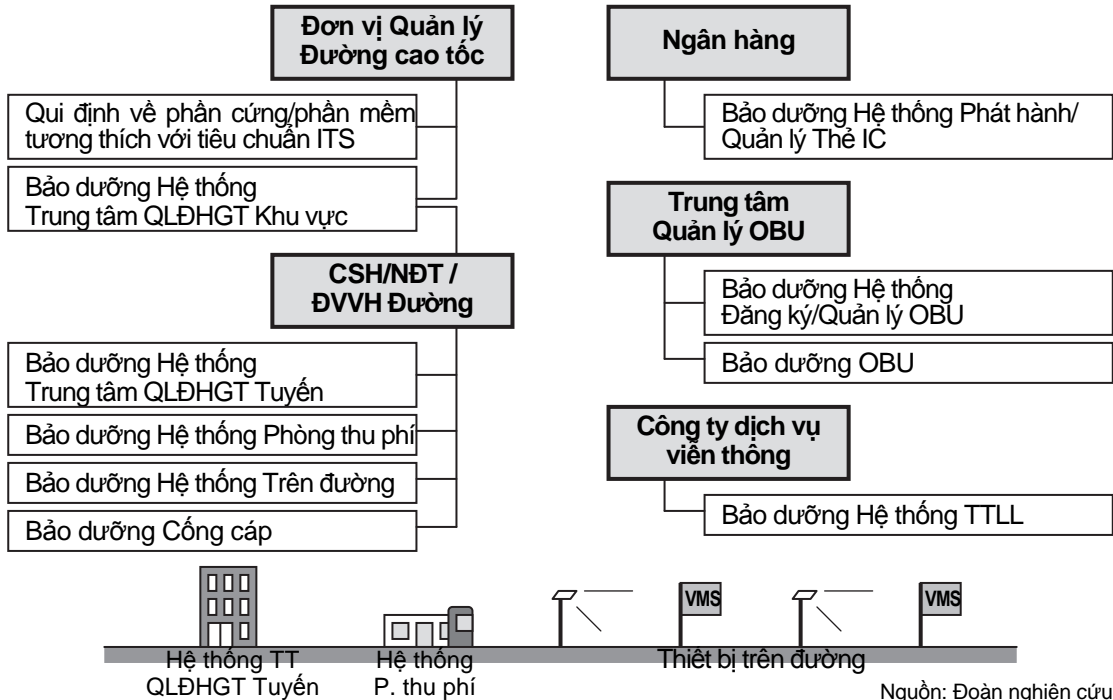 Đơn vị Quản lý
Đường cao tốc
Qui định về phần cứng/phần mềm
tương thích với tiêu chuẩn ITS
Bảo dưỡng Hệ thống
Trung tâm QLĐHGT Khu vực
CSH/NĐT /
ĐVVH Đường
Bảo dưỡng Hệ thống
Trung tâm QLĐHGT Tuyến
Bảo dưỡng Hệ thống Phòng thu phí
Bảo dưỡng Hệ thống Trên đường
Bảo dưỡng Cống cáp
Ngân hàng
Bảo dưỡng Hệ thống Phát hành/
Quản lý Thẻ IC
Trung tâm
Quản lý OBU
Bảo dưỡng Hệ thống
Đăng ký/Quản lý OBU
Bảo dưỡng OBU
Công ty dịch vụ
viễn thông
Bảo dưỡng Hệ thống TTLL
VMS
VMS
Hệ thống TT
QLĐHGT Tuyến
Hệ thống
P. thu phí
Thiết bị trên đường
Nguồn: Đoàn nghiên cứu